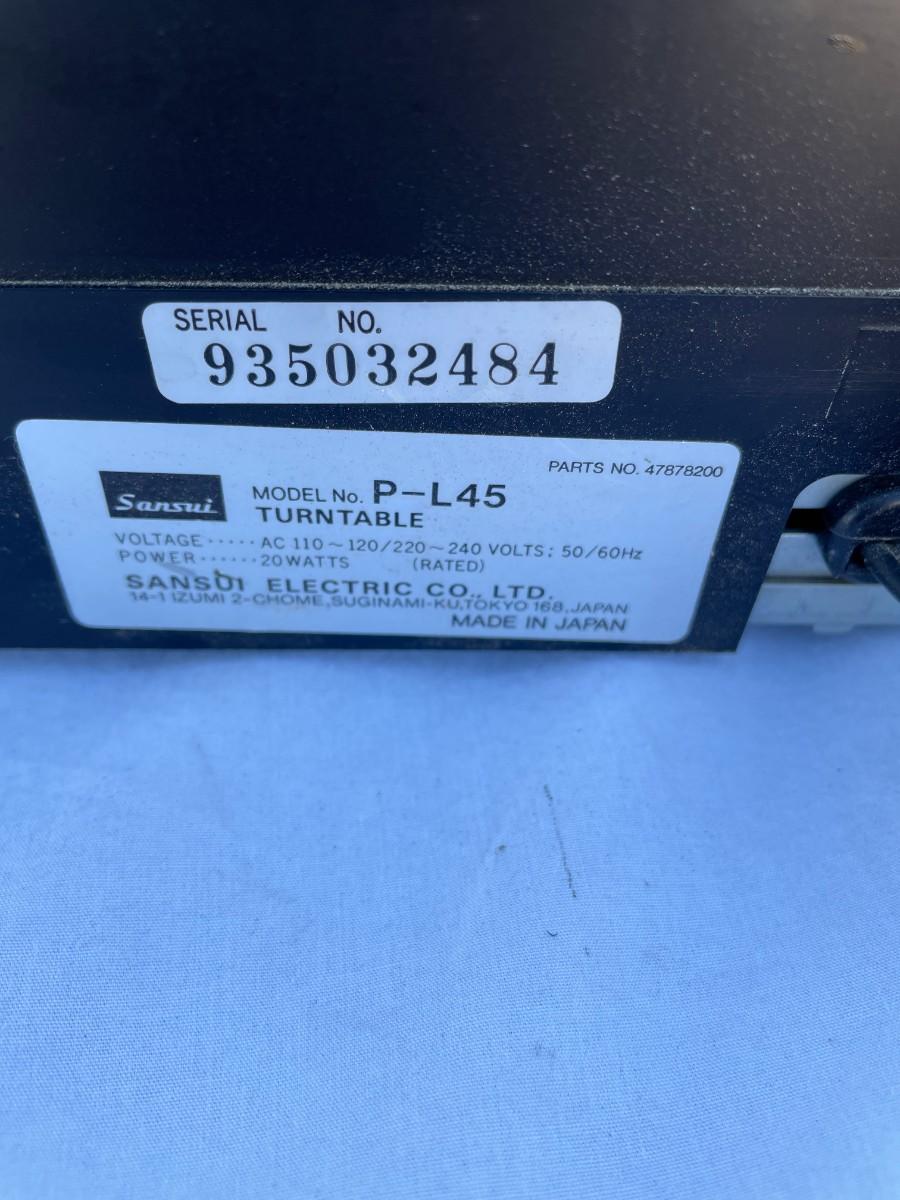 SERIAL NO.
935032484
PARTS NO. 47878200
Sansui
MODEL No. P-L45
TURNTABLE
VOLTAGE ····· AC 110~120/220~240 VOLTS: 50/60Hz
POWER ······ 20WATTS (RATED)
SANSUI ELECTRIC CO., LTD.
14-1 IZUMI 2-CHOME, SUGINAMI-KU, TOKYO 168, JAPAN
MADE IN JAPAN